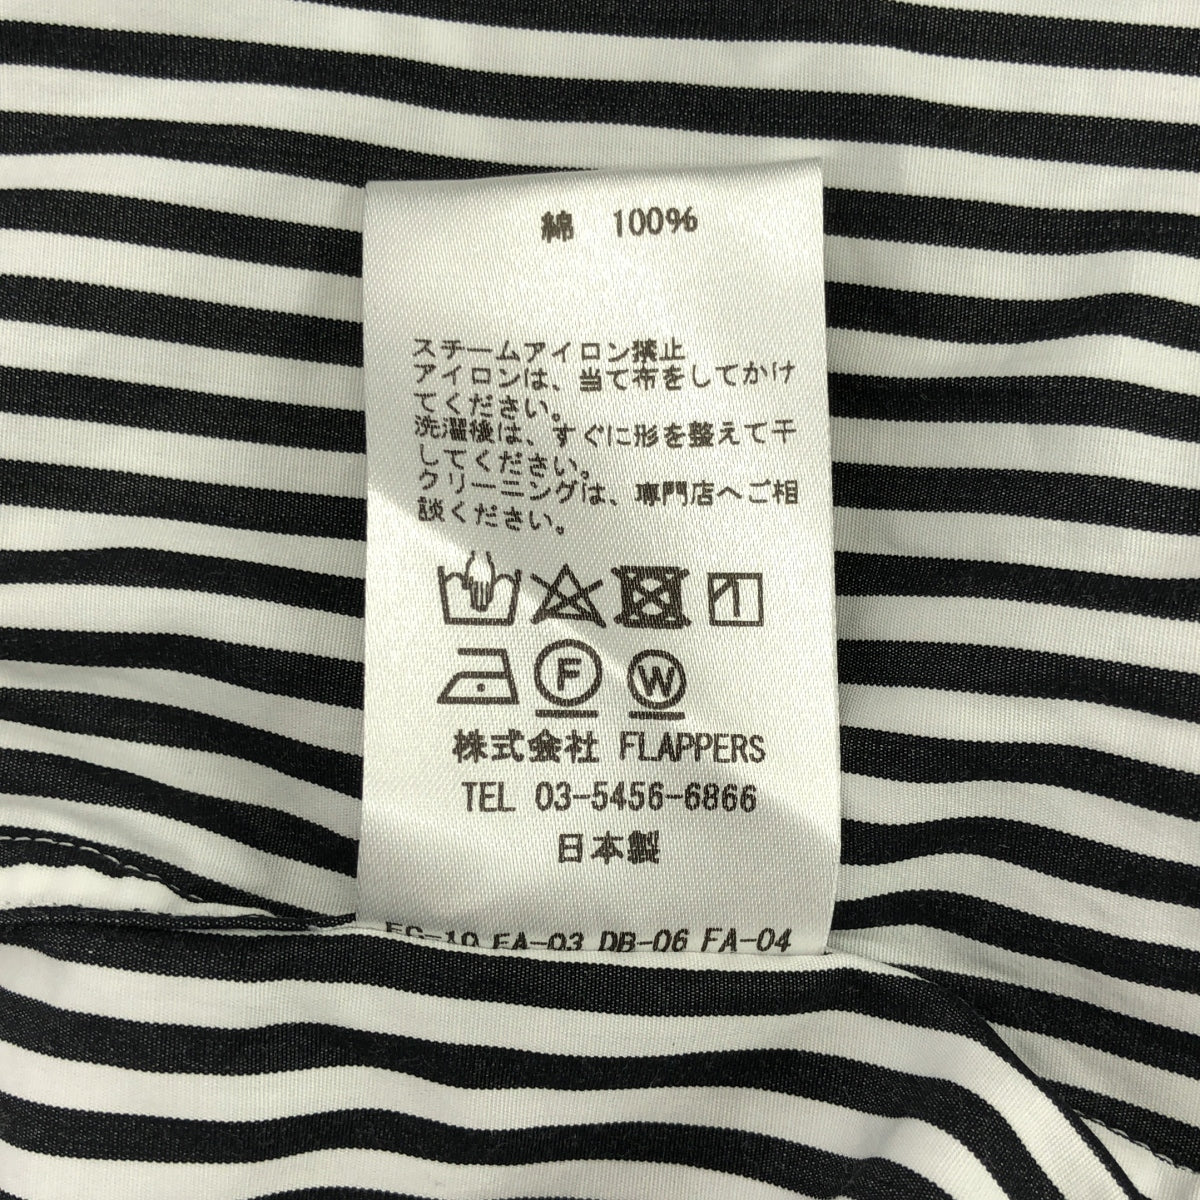 綿 100%
スチームアイロン禁止
アイロンは、当て布をしてかけ
てください。
洗濯後は、すぐに形を整えて干
してください。
クリーニングは、専門店へご相
談ください。
F
W
株式会社 FLAPPERS
TEL 03-5456-6866
日本製
EA-03 DB-06 FA-04